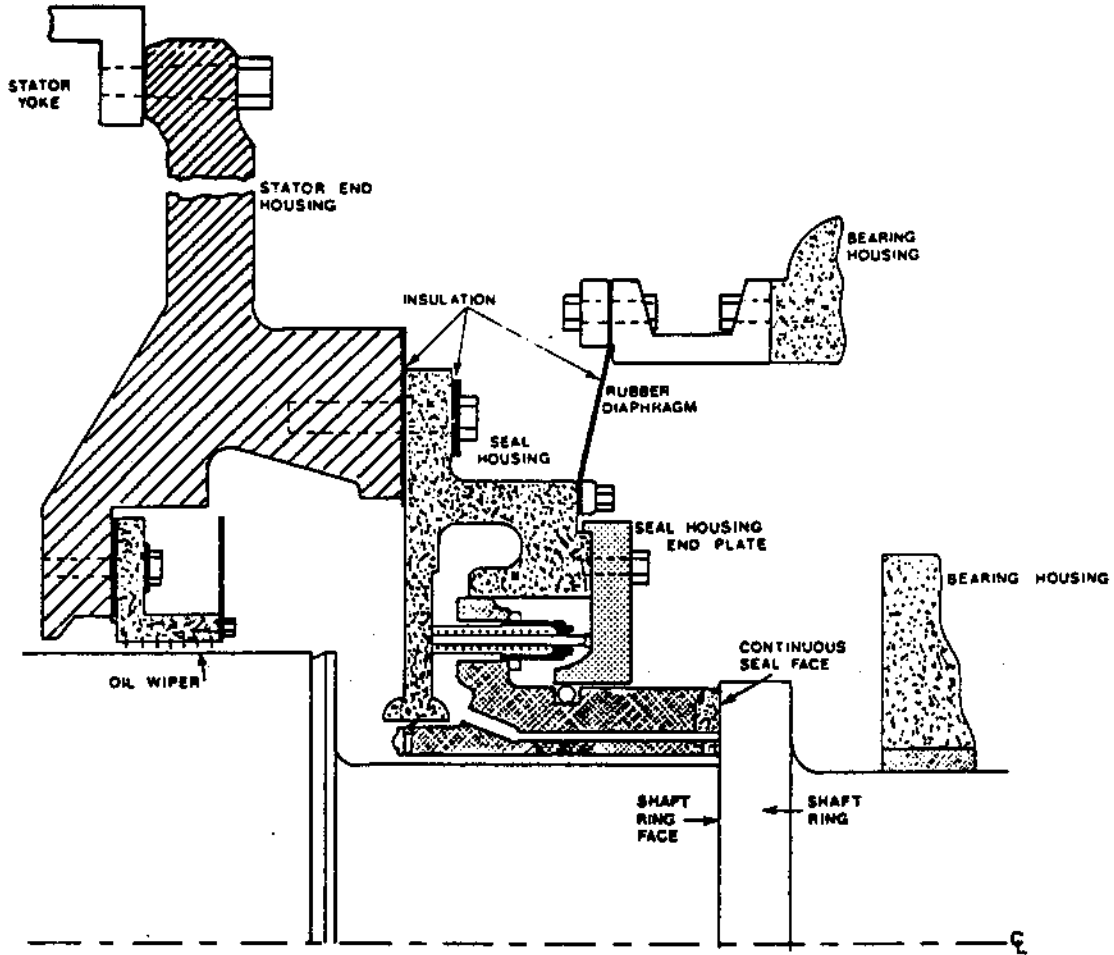 STATOR
YOKE
STATOR END
HOUSING
BEARING
HOUSING
INSULATION
RUBBER
DIAPHRAGM
SEAL
HOUSING
SEAL HOUSING
END PLATE
BEARING HOUSING
CONTINUOUS
SEAL FACE
OIL WIPER
SHAFT
RING
FACE
SHAFT
RING
℄